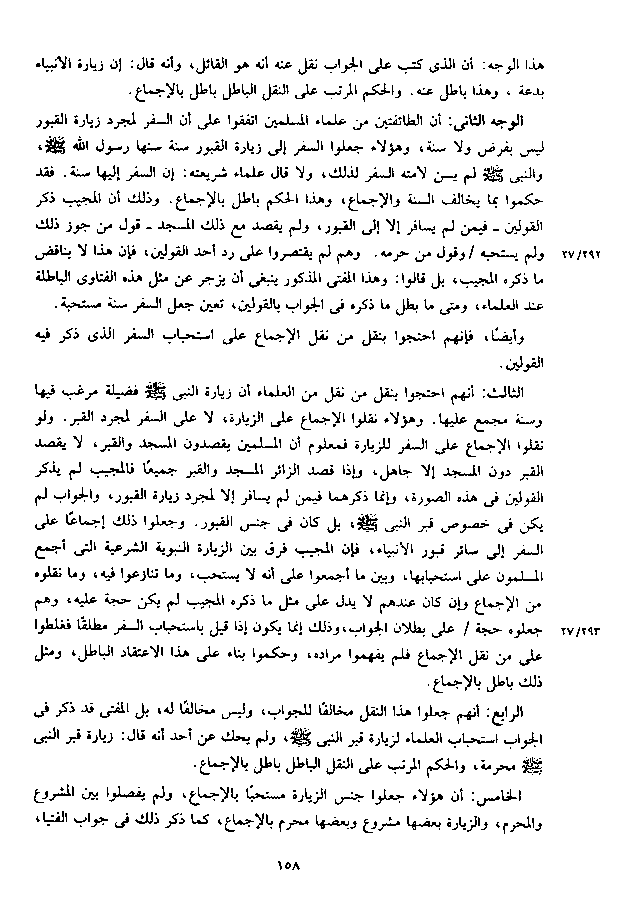 هذا الوجه: أن الذى كتب على الجواب نقل عنه أنه هو القائل، وأنه قال: إن زيارة الأنبياء
بدعة ، وهذا باطل عنه. والحكم المرتب على النقل الباطل باطل بالإجماع.
الوجه الثانى: أن الطائفتين من علماء المسلمين اتفقوا على أن السفر لمجرد زيارة القبور
ليس بفرض ولا سنة، وهؤلاء جعلوا السفر إلى زيارة القبور سنة سنها رسول الله ﷺ،
والنبى ﷺ لم يسن لامته السفر لذلك، ولا قال علماء شريعته: إن السفر إليها سنة. فقد
حكموا بما يخالف السنة والإجماع، وهذا الحكم باطل بالإجماع. وذلك أن المجيب ذكر
القولين ـ فيمن لم يسافر إلا إلى القبور، ولم يقصد مع ذلك المسجد ـ قول من جوز ذلك
ولم يستحبه / وقول من حرمه. وهم لم يقتصروا على رد أحد القولين، فإن هذا لا يناقض
٢٧/٢٩٢
ما ذكره المجيب، بل قالوا: وهذا المفتى المذكور ينبغى أن يزجر عن مثل هذه الفتاوى الباطلة
عند العلماء، ومتى ما بطل ما ذكره فى الجواب بالقولين، تعين جعل السفر سنة مستحبة.
وأيضًا، فإنهم احتجوا بنقل من نقل الإجماع على استحباب السفر الذى ذكر فيه
القولين.
الثالث: أنهم احتجوا بنقل من نقل من العلماء أن زيارة النبى ﷺ فضيلة مرغب فيها
وسنة مجمع عليها. وهؤلاء نقلوا الإجماع على الزيارة، لا على السفر لمجرد القبر. ولو
نقلوا الإجماع على السفر للزيارة فمعلوم أن المسلمين يقصدون المسجد والقبر، لا يقصد
القبر دون المسجد إلا جاهل، وإذا قصد الزائر المسجد والقبر جميعًا فالمجيب لم يذكر
القولين فى هذه الصورة، وإنما ذكرهما فيمن لم يسافر إلا لمجرد زيارة القبور، والجواب لم
يكن فى خصوص قبر النبى ﷺ، بل كان فى جنس القبور. وجعلوا ذلك إجماعًا على
السفر إلى سائر قبور الأنبياء، فإن المجيب فرق بين الزيارة النبوية الشرعية التى أجمع
المسلمون على استحبابها، وبين ما أجمعوا على أنه لا يستحب، وما تنازعوا فيه، وما نقلوه
من الإجماع وإن كان عندهم لا يدل على مثل ما ذكره المجيب لم يكن حجة عليه، وهم
جعلوه حجة / على بطلان الجواب،وذلك إنما يكون إذا قيل باستحباب السفر مطلقًا فغلطوا
٢٧/٢٩٣
على من نقل الإجماع فلم يفهموا مراده، وحكموا بناء على هذا الاعتقاد الباطل، ومثل
ذلك باطل بالإجماع.
الرابع: أنهم جعلوا هذا النقل مخالفًا للجواب، وليس مخالفًا له، بل المفتى قد ذكر فى
الجواب استحباب العلماء لزيارة قبر النبى ﷺ، ولم يحك عن أحد أنه قال: زيارة قبر النبى
ﷺ محرمة، والحكم المرتب على النقل الباطل باطل بالإجماع.
الخامس: أن هؤلاء جعلوا جنس الزيارة مستحبًا بالإجماع، ولم يفصلوا بين المشروع
والمحرم، والزيارة بعضها مشروع وبعضها محرم بالإجماع، كما ذكر ذلك فى جواب الفتيا،
١٥٨